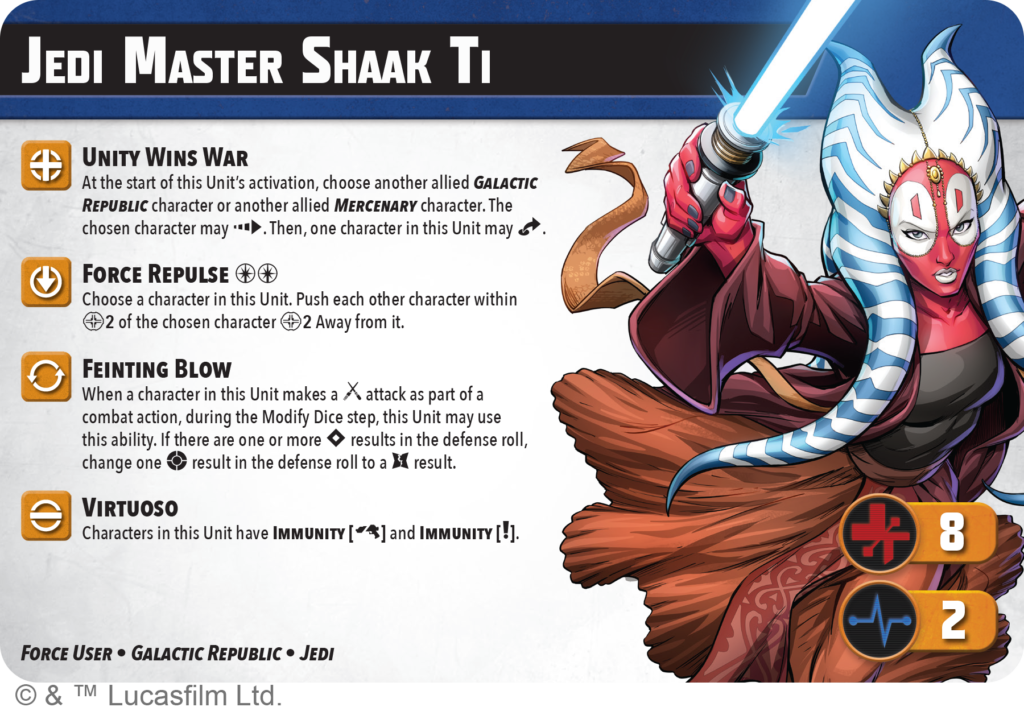 Jedi Master Shaak Ti
Unity Wins War
At the start of this Unit's activation, choose another allied Galactic
Republic character or another allied Mercenary character. The
chosen character may . Then, one character in this Unit may .
Force Repulse
Choose a character in this Unit. Push each other character within
2 of the chosen character 2 Away from it.
Feinting Blow
When a character in this Unit makes a attack as part of a
combat action, during the Modify Dice step, this Unit may use
this ability. If there are one or more results in the defense roll,
change one result in the defense roll to a result.
Virtuoso
Characters in this Unit have Immunity [] and Immunity [!].
8
2
Force User • Galactic Republic • Jedi
© & ™ Lucasfilm Ltd.